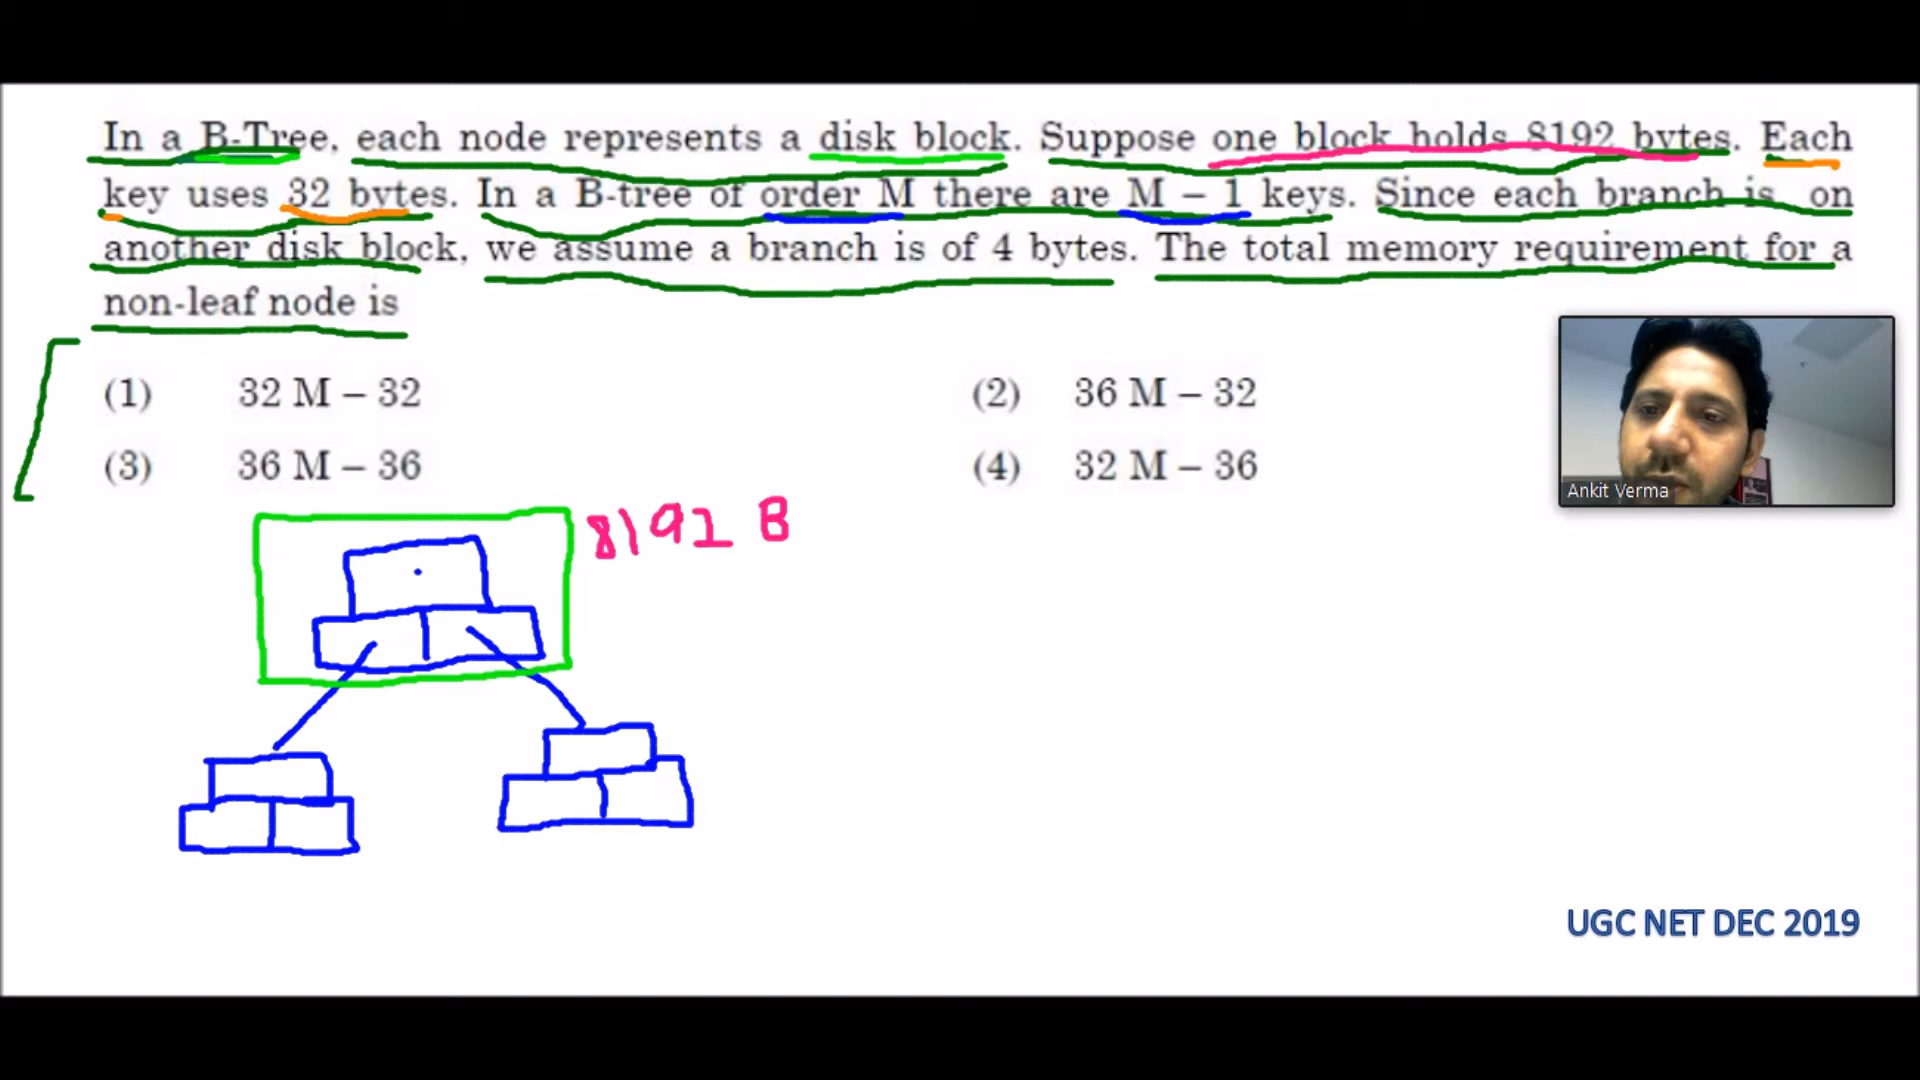 In a B-Tree, each node represents a disk block. Suppose one block holds 8192 bytes. Each
key uses 32 bytes. In a B-tree of order M there are M – 1 keys. Since each branch is on
another disk block, we assume a branch is of 4 bytes. The total memory requirement for a
non-leaf node is
(1) 32 M – 32
(2) 36 M – 32
(3) 36 M – 36
(4) 32 M – 36
Ankit Verma
8192 B
UGC NET DEC 2019